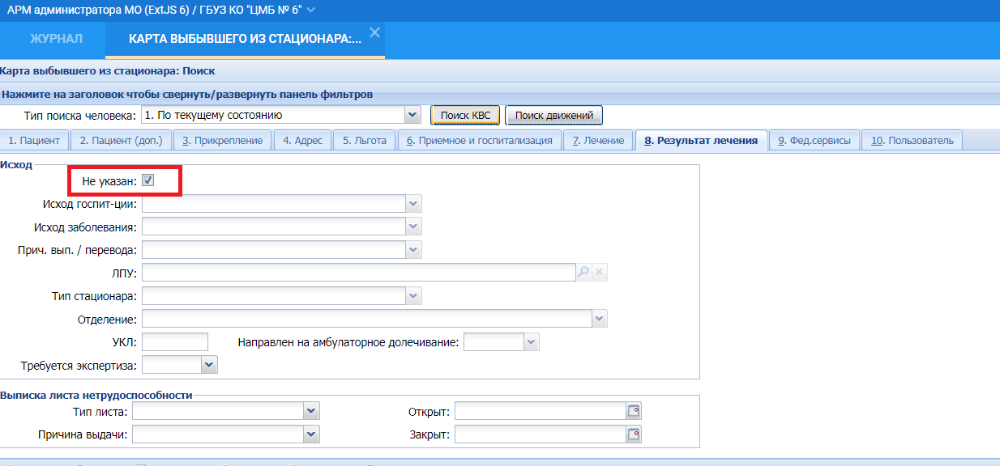 АРМ администратора МО (ExtJS 6) / ГБУЗ КО "ЦМБ № 6"
ЖУРНАЛ КАРТА ВЫБЫВШЕГО ИЗ СТАЦИОНАРА:...
Карта выбывшего из стационара: Поиск
Нажмите на заголовок чтобы свернуть/развернуть панель фильтров
Тип поиска человека: 1. По текущему состоянию Поиск КВС Поиск движений
1. Пациент 2. Пациент (доп.) 3. Прикрепление 4. Адрес 5. Льгота 6. Приемное и госпитализация 7. Лечение 8. Результат лечения 9. Фед.сервисы 10. Пользователь
Исход
Не указан:
Исход госпит-ции:
Исход заболевания:
Прич. вып. / перевода:
ЛПУ:
Тип стационара:
Отделение:
УКЛ: Направлен на амбулаторное долечивание:
Требуется экспертиза:
Выписка листа нетрудоспособности
Тип листа: Открыт:
Причина выдачи: Закрыт: